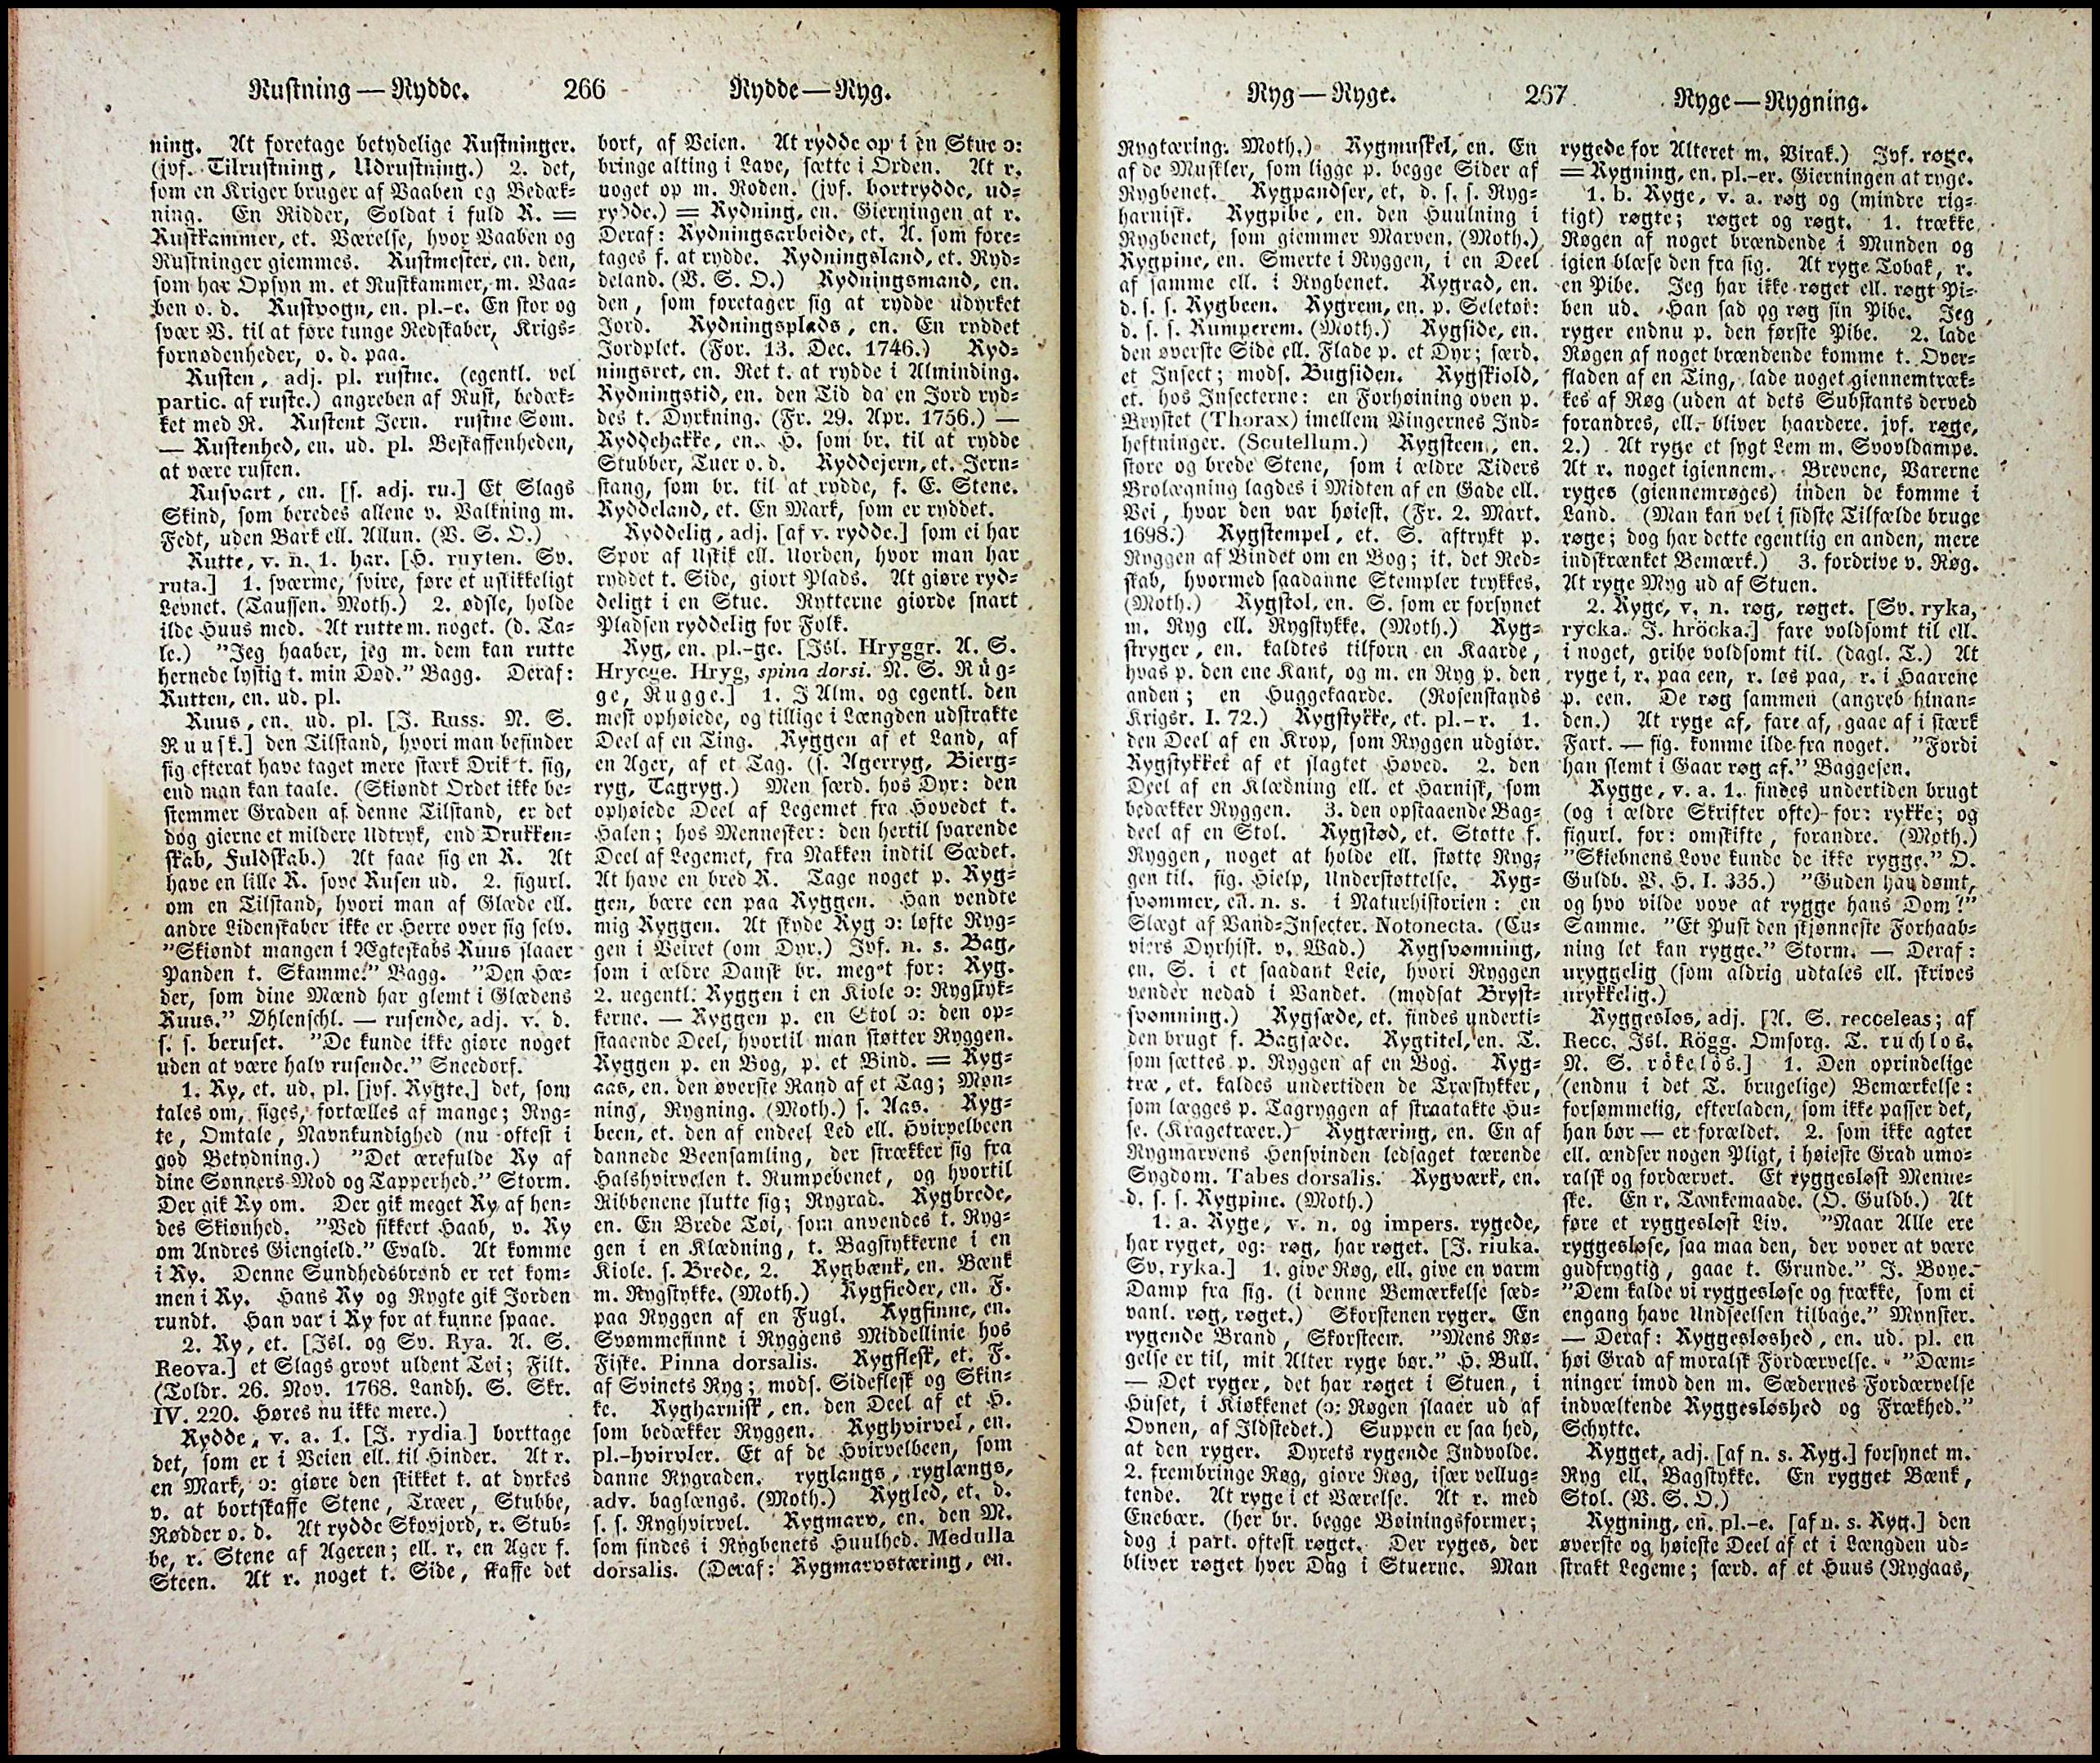 Rustning — Rydde. 266 Rydde — Ryg.
ning. At foretage betydelige Rustninger.
(jvf. Tilrustning, Udrustning.) 2. det,
som en Kriger bruger af Vaaben og Bedæk-
ning. En Ridder, Soldat i fuld R. =
Rustkammer, et. Værelse, hvor Vaaben og
Rustninger giemmes. Rustmester, en. den,
som har Opsyn m. et Rustkammer, m. Vaa-
ben o. d. Rustvogn, en. pl.-e. En stor og
svær V. til at føre tunge Redskaber, Krigs-
fornødenheder, o. d. paa.
Rusten, adj. pl. rustne. (egentl. vel
partic. af ruste.) angreben af Rust, bedæk-
ket med R. Rustent Jern. rustne Søm.
— Rustenhed, en. ud. pl. Beskaffenheden,
at være rusten.
Rusvart, en. [s. adj. ru.] Et Slags
Skind, som beredes allene v. Valkning m.
Fedt, uden Bark ell. Allun. (V. S. O.)
Rutte, v. n. 1. har. [H. ruyten. Sv.
ruta.] 1. sværme, svire, føre et uskikkeligt
Levnet. (Taussen. Moth.) 2. ødsle, holde
ilde Huus med. At rutte m. noget. (d. Ta-
le.) "Jeg haaber, jeg m. dem kan rutte
hernede lystig t. min Død." Bagg. Deraf:
Rutten, en. ud. pl.
Ruus, en. ud. pl. [J. Russ. N. S.
Ruusk.] den Tilstand, hvori man befinder
sig efterat have taget mere stærk Drik t. sig,
end man kan taale. (Skiøndt Ordet ikke be-
stemmer Graden af denne Tilstand, er det
dog gierne et mildere Udtryk, end Drukken-
skab, Fuldskab.) At faae sig en R. At
have en lille R. sove Rusen ud. 2. figurl.
om en Tilstand, hvori man af Glæde ell.
andre Lidenskaber ikke er Herre over sig selv.
"Skiøndt mangen i Ægteskabs Ruus slaaer
Panden t. Skamme." Bagg. "Den Hæ-
der, som dine Mænd har glemt i Glædens
Ruus." Øhlenschl. — rusende, adj. v. d.
s. s. beruset. "De kunde ikke giøre noget
uden at være halv rusende." Sneedorf.
1. Ry, et. ud. pl. [jvf. Rygte.] det, som
tales om, siges, fortælles af mange; Ryg-
te, Omtale, Navnkundighed (nu oftest i
god Betydning.) "Det ærefulde Ry af
dine Sønners Mod og Tapperhed." Storm.
Der gik Ry om. Der gik meget Ry af hen-
des Skiønhed. "Ved sikkert Haab, v. Ry
om Andres Giengield." Evald. At komme
i Ry. Denne Sundhedsbrønd er ret kom-
men i Ry. Hans Ry og Rygte gik Jorden
rundt. Han var i Ry for at kunne spaae.
2. Ry, et. [Isl. og Sv. Rya. A. S.
Reova.] et Slags grovt uldent Tøi; Filt.
(Toldr. 26. Nov. 1768. Landh. S. Skr.
IV. 220. Høres nu ikke mere.)
Rydde, v. a. 1. [J. rydia.] borttage
det, som er i Veien ell. til Hinder. At r.
en Mark, ɔ: giøre den skikket t. at dyrkes
v. at bortskaffe Stene, Træer, Stubbe,
Rødder o. d. At rydde Skovjord, r. Stub-
be, r. Stene af Ageren; ell. r. en Ager f.
Steen. At r. noget t. Side, skaffe det
bort, af Veien. At rydde op i en Stue ɔ:
bringe alting i Lave, sætte i Orden. At r.
noget op m. Roden. (jvf. bortrydde, ud-
rydde.) = Rydning, en. Gierningen at r.
Deraf: Rydningsarbeide, et. A. som fore-
tages f. at rydde. Rydningsland, et. Ryd-
deland. (V. S. O.) Rydningsmand, en.
den, som foretager sig at rydde udyrket
Jord. Rydningsplads, en. En ryddet
Jordplet. (For. 13. Dec. 1746.) Ryd-
ningsret, en. Ret t. at rydde i Alminding.
Rydningstid, en. den Tid da en Jord ryd-
des t. Dyrkning. (Fr. 29. Apr. 1756.) —
Ryddehakke, en. H. som br. til at rydde
Stubber, Tuer o. d. Ryddejern, et. Jern-
stang, som br. til at rydde, f. E. Stene.
Ryddeland, et. En Mark, som er ryddet.
Ryddelig, adj. [af v. rydde.] som ei har
Spor af Uskik ell. Uorden, hvor man har
ryddet t. Side, giort Plads. At giøre ryd-
deligt i en Stue. Rytterne giorde snart
Pladsen ryddelig for Folk.
Ryg, en. pl.-ge. [Isl. Hryggr. A. S.
Hrycge. Hryg, spina dorsi. N. S. Rüg-
ge, Rugge.] 1. I Alm. og egentl. den
mest ophøiede, og tillige i Længden udstrakte
Deel af en Ting. Ryggen af et Land, af
en Ager, af et Tag. (s. Agerryg, Bierg-
ryg, Tagryg.) Men særd. hos Dyr: den
ophøiede Deel af Legemet fra Hovedet t.
Halen; hos Mennesker: den hertil svarende
Deel af Legemet, fra Nakken indtil Sædet.
At have en bred R. Tage noget p. Ryg-
gen, bære een paa Ryggen. Han vendte
mig Ryggen. At skyde Ryg ɔ: løfte Ryg-
gen i Veiret (om Dyr.) Jvf. n. s. Bag,
som i ældre Dansk br. meget for: Ryg.
2. uegentl. Ryggen i en Kiole ɔ: Rygstyk-
kerne. — Ryggen p. en Stol ɔ: den op-
staaende Deel, hvortil man støtter Ryggen.
Ryggen p. en Bog, p. et Bind. = Ryg-
aas, en. den øverste Rand af et Tag; Møn-
ning, Rygning. (Moth.) s. Aas. Ryg-
been, et. den af endeel Led ell. Hvirvelbeen
dannede Beensamling, der strækker sig fra
Halshvirvelen t. Rumpebenet, og hvortil
Ribbenene slutte sig; Rygrad. Rygbrede,
en. En Brede Tøi, som anvendes t. Ryg-
gen i en Klædning, t. Bagstykkerne i en
Kiole. s. Brede, 2. Rygbænk, en. Bænk
m. Rygstykke. (Moth.) Rygfieder, en. F.
paa Ryggen af en Fugl. Rygfinne, en.
Svømmefinne i Ryggens Middellinie hos
Fiske. Pinna dorsalis. Rygflesk, et. F.
af Svinets Ryg; mods. Sideflesk og Skin-
ke. Rygharnisk, en. den Deel af et H.
som bedækker Ryggen. Ryghvirvel, en.
pl.-hvirvler. Et af de Hvirvelbeen, som
danne Rygraden. ryglangs, ryglængs,
adv. baglængs. (Moth.) Rygled, et. d.
s. s. Ryghvirvel. Rygmarv, en. den M.
som findes i Rygbenets Huulhed. Medulla
dorsalis. (Deraf: Rygmarvstæring, en.
Ryg — Ryge. 267 Ryge — Rygning.
Rygtæring. Moth.) Rygmuskel, en. En
af de Muskler, som ligge p. begge Sider af
Rygbenet. Rygpandser, et. d. s. s. Ryg-
harnisk. Rygpibe, en. den Huulning i
Rygbenet, som giemmer Marven. (Moth.)
Rygpine, en. Smerte i Ryggen, i en Deel
af samme ell. i Rygbenet. Rygrad, en.
d. s. s. Rygbeen. Rygrem, en. p. Seletøi:
d. s. s. Rumperem. (Moth.) Rygside, en.
den øverste Side ell. Flade p. et Dyr; særd.
et Insect; mods. Bugsiden. Rygskiold,
et. hos Insecterne: en Forhøining oven p.
Brystet (Thorax) imellem Vingernes Ind-
heftninger. (Scutellum.) Rygsteen, en.
store og brede Stene, som i ældre Tiders
Brolægning lagdes i Midten af en Gade ell.
Vei, hvor den var høiest. (Fr. 2. Mart.
1698.) Rygstempel, et. S. aftrykt p.
Ryggen af Bindet om en Bog; it. det Red-
skab, hvormed saadanne Stempler trykkes.
(Moth.) Rygstol, en. S. som er forsynet
m. Ryg ell. Rygstykke. (Moth.) Ryg-
stryger, en. kaldtes tilforn en Kaarde,
hvas p. den ene Kant, og m. en Ryg p. den
anden; en Huggekaarde. (Rosenstands
Krigsr. I. 72.) Rygstykke, et. pl.-r. 1.
den Deel af en Krop, som Ryggen udgiør.
Rygstykket af et slagtet Høved. 2. den
Deel af en Klædning ell. et Harnisk, som
bedækker Ryggen. 3. den opstaaende Bag-
deel af en Stol. Rygstød, et. Støtte f.
Ryggen, noget at holde ell. støtte Ryg-
gen til. fig. Hielp, Understøttelse. Ryg-
svømmer, en. n. s. i Naturhistorien: en
Slægt af Vand-Insecter. Notonecta. (Cu-
viers Dyrhist. v. Wad.) Rygsvømning,
en. S. i et saadant Leie, hvori Ryggen
vender nedad i Vandet. (modsat Bryst-
svømning.) Rygsæde, et. findes underti-
den brugt f. Bagsæde. Rygtitel, en. T.
som sættes p. Ryggen af en Bog. Ryg-
træ, et. kaldes undertiden de Træstykker,
som lægges p. Tagryggen af straatakte Hu-
se. (Kragetræer.) Rygtæring, en. En af
Rygmarvens Hensvinden ledsaget tærende
Sygdom. Tabes dorsalis. Rygværk, en.
d. s. s. Rygpine. (Moth.)
1. a. Ryge, v. n. og impers. rygede,
har ryget, og: røg, har røget. [J. riuka.
Sv. ryka.] 1. give Røg, ell. give en varm
Damp fra sig. (i denne Bemærkelse sæd-
vanl. røg, røget.) Skorstenen ryger. En
rygende Brand, Skorsteen. "Mens Rø-
gelse er til, mit Alter ryge bør." H. Bull.
— Det ryger, det har røget i Stuen, i
Huset, i Kiøkkenet (ɔ: Røgen slaaer ud af
Ovnen, af Ildstedet.) Suppen er saa hed,
at den ryger. Dyrets rygende Indvolde.
2. frembringe Røg, giøre Røg, især vellug-
tende. At ryge i et Værelse. At r. med
Enebær. (her br. begge Bøiningsformer;
dog i part. oftest røget. Der ryges, der
bliver røget hver Dag i Stuerne. Man
rygede for Alteret m. Virak.) Jvf. røge.
= Rygning, en. pl.-er. Gierningen at ryge.
1. b. Ryge, v. a. røg og (mindre rig-
tigt) røgte; røget og røgt. 1. trække
Røgen af noget brændende i Munden og
igien blæse den fra sig. At ryge Tobak, r.
en Pibe. Jeg har ikke røget ell. røgt Pi-
ben ud. Han sad og røg sin Pibe. Jeg
ryger endnu p. den første Pibe. 2. lade
Røgen af noget brændende komme t. Over-
fladen af en Ting, lade noget giennemtræk-
kes af Røg (uden at dets Substants derved
forandres, ell. bliver haardere. jvf. røge,
2.) At ryge et sygt Lem m. Svovldampe.
At r. noget igiennem. Brevene, Varerne
ryges (giennemrøges) inden de komme i
Land. (Man kan vel i sidste Tilfælde bruge
røge; dog har dette egentlig en anden, mere
indskrænket Bemærk.) 3. fordrive v. Røg.
At ryge Myg ud af Stuen.
2. Ryge, v. n. røg, røget. [Sv. ryka,
rycka. J. hröcka.] fare voldsomt til ell.
i noget, gribe voldsomt til. (dagl. T.) At
ryge i, r. paa een, r. løs paa, r. i Haarene
p. een. De røg sammen (angreb hinan-
den.) At ryge af, fare af, gaae af i stærk
Fart. — fig. komme ilde fra noget. "Fordi
han slemt i Gaar røg af." Baggesen.
Rygge, v. a. 1. findes undertiden brugt
(og i ældre Skrifter ofte) for: rykke; og
figurl. for: omskifte, forandre. (Moth.)
"Skiebnens Love kunde de ikke rygge." O.
Guldb. V. H. I. 335.) "Guden hav dømt,
og hvo vilde vove at rygge hans Dom?"
Samme. "Et Pust den skjønneste Forhaab-
ning let kan rygge." Storm. — Deraf:
uryggelig (som aldrig udtales ell. skrives
urykkelig.)
Ryggesløs, adj. [A. S. recceleas; af
Recc. Isl. Rögg. Omsorg. T. ruchlos.
N. S. rökelös.] 1. Den oprindelige
(endnu i det T. brugelige) Bemærkelse:
forsømmelig, efterladen, som ikke passer det,
han bør — er forældet. 2. som ikke agter
ell. ændser nogen Pligt, i høieste Grad umo-
ralsk og fordærvet. Et ryggesløst Menne-
ske. En r. Tænkemaade. (O. Guldb.) At
føre et ryggesløst Liv. "Naar Alle ere
ryggesløse, saa maa den, der vover at være
gudfrygtig, gaae t. Grunde." J. Boye.
"Dem kalde vi ryggesløse og frække, som ei
engang have Undseelsen tilbage." Mynster.
— Deraf: Ryggesløshed, en. ud. pl. en
høi Grad af moralsk Fordærvelse. "Dæm-
ninger imod den m. Sædernes Fordærvelse
indvæltende Ryggesløshed og Frækhed."
Schytte.
Rygget, adj. [af n. s. Ryg.] forsynet m.
Ryg ell. Bagstykke. En rygget Bænk,
Stol. (V. S. O.)
Rygning, en. pl.-e. [af n. s. Ryg.] den
øverste og høieste Deel af et i Længden ud-
strakt Legeme; særd. af et Huus (Rygaas,